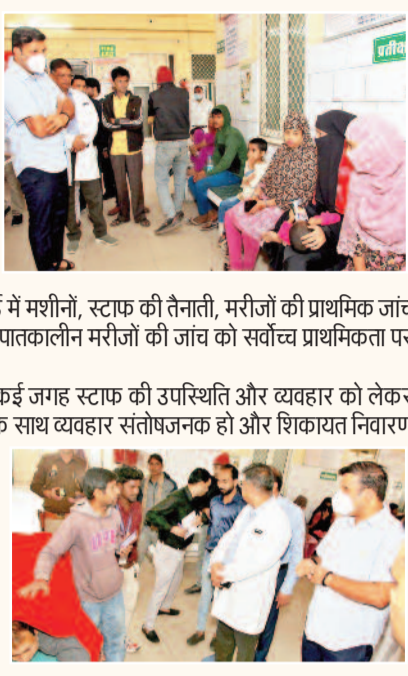 प्रतीक्षा
में मशीनों, स्टाफ की तैनाती, मरीजों की प्राथमिक जांच
पातकालीन मरीजों की जांच को सर्वोच्च प्राथमिकता पर
कई जगह स्टाफ की उपस्थिति और व्यवहार को लेकर
साथ व्यवहार संतोषजनक हो और शिकायत निवारण